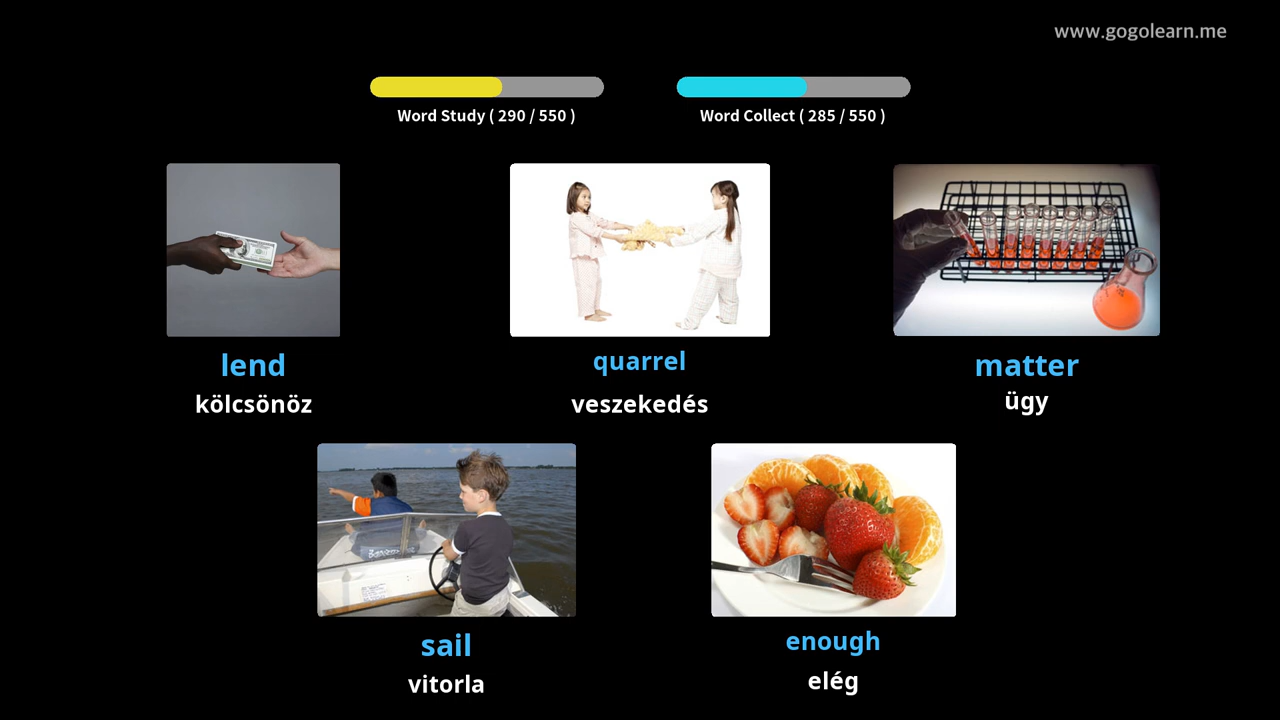 www.gogolearn.me
Word Study ( 290 / 550 )
Word Collect ( 285 / 550 )
lend
kölcsönöz
quarrel
veszekedés
matter
ügy
sail
vitorla
enough
elég